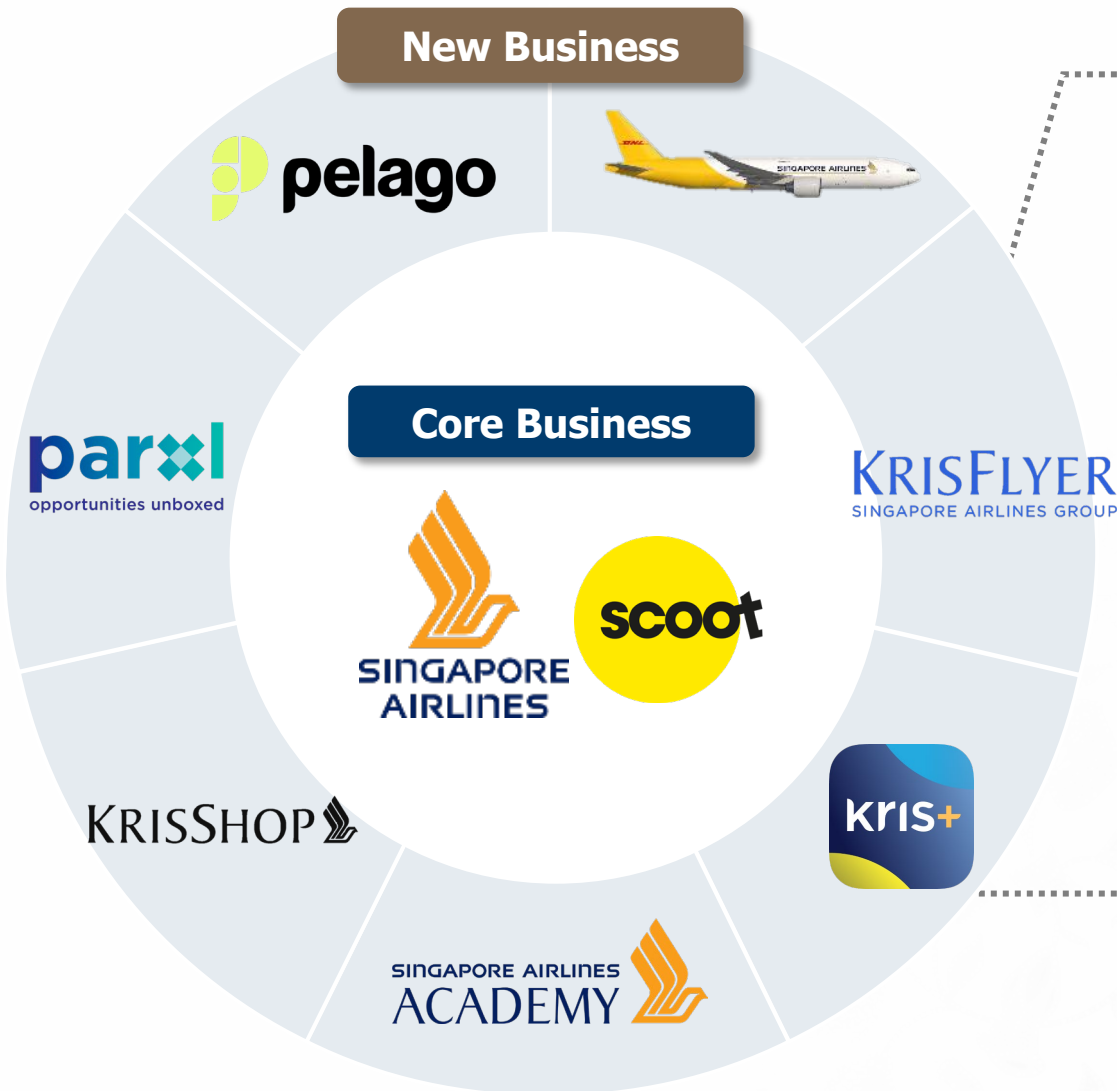 New Business
pelago
DHL
SINGAPORE AIRLINES
parxl
opportunities unboxed
Core Business
KRISFLYER
SINGAPORE AIRLINES GROUP
SINGAPORE
AIRLINES
scoot
KRISSHOP
Kris+
SINGAPORE AIRLINES
ACADEMY